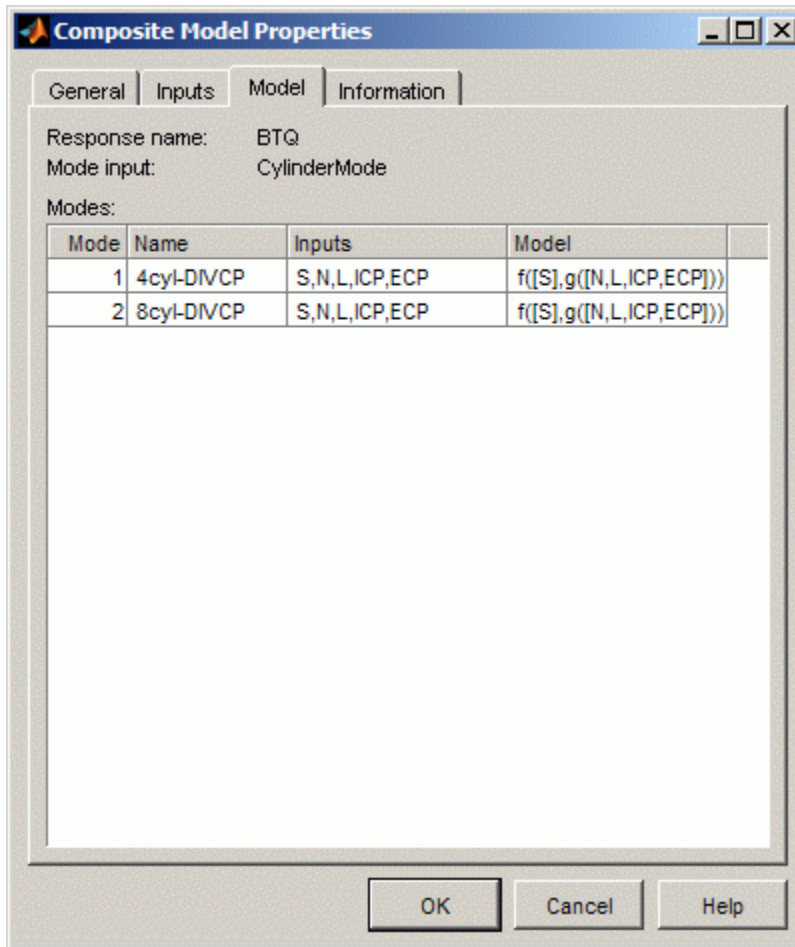 Composite Model Properties
General Inputs Model Information
Response name: BTQ
Mode input: CylinderMode
Modes:
Mode Name Inputs Model
1 4cyl-DIVCP S,N,L,ICP,ECP f([S],g([N,L,ICP,ECP]))
2 8cyl-DIVCP S,N,L,ICP,ECP f([S],g([N,L,ICP,ECP]))
OK Cancel Help